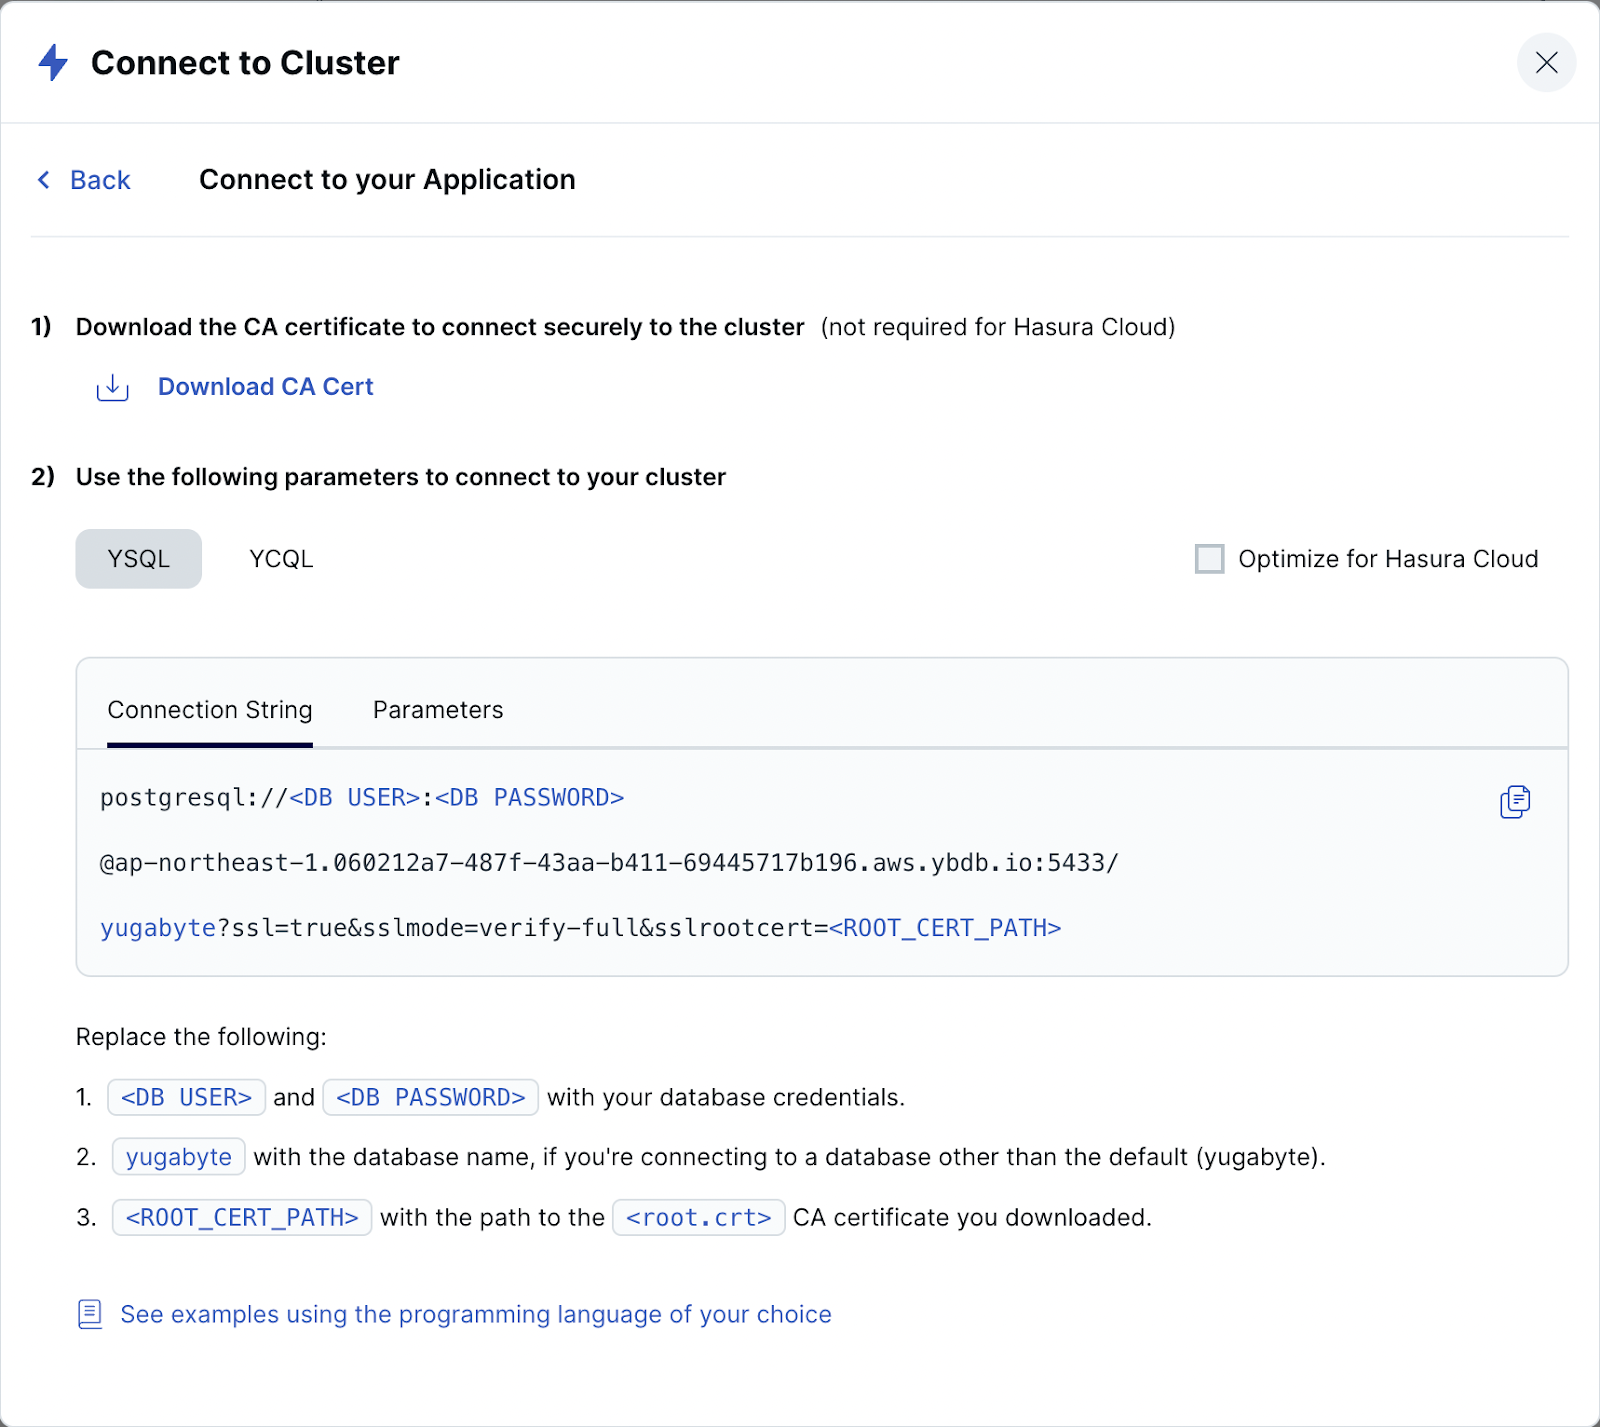 Connect to Cluster
Back
Connect to your Application
1) Download the CA certificate to connect securely to the cluster (not required for Hasura Cloud)
Download CA Cert
2) Use the following parameters to connect to your cluster
YSQL YCQL Optimize for Hasura Cloud
Connection String Parameters
postgresql://<DB USER>:<DB PASSWORD>
@ap-northeast-1.060212a7-487f-43aa-b411-69445717b196.aws.ybdb.io:5433/
yugabyte?ssl=true&sslmode=verify-full&sslrootcert=<ROOT_CERT_PATH>
Replace the following:
1. <DB USER> and <DB PASSWORD> with your database credentials.
2. yugabyte with the database name, if you're connecting to a database other than the default (yugabyte).
3. <ROOT_CERT_PATH> with the path to the <root.crt> CA certificate you downloaded.
See examples using the programming language of your choice